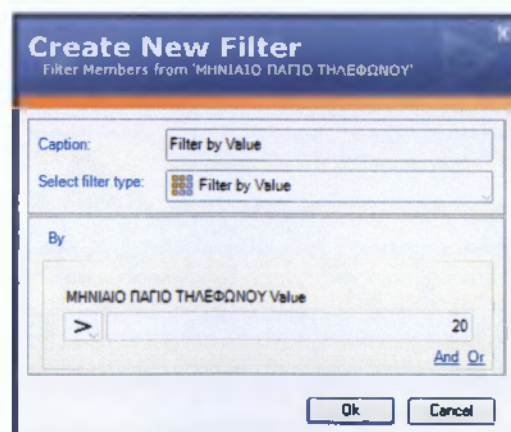 Create New Filter
Filter Members from 'ΜΗΝΙΑΙΟ ΠΑΓΙΟ ΤΗΛΕΦΩΝΟΥ'
Caption:
Filter by Value
Select filter type:
Filter by Value
By
ΜΗΝΙΑΙΟ ΠΑΓΙΟ ΤΗΛΕΦΩΝΟΥ Value
>
20
And Or
Ok Cancel